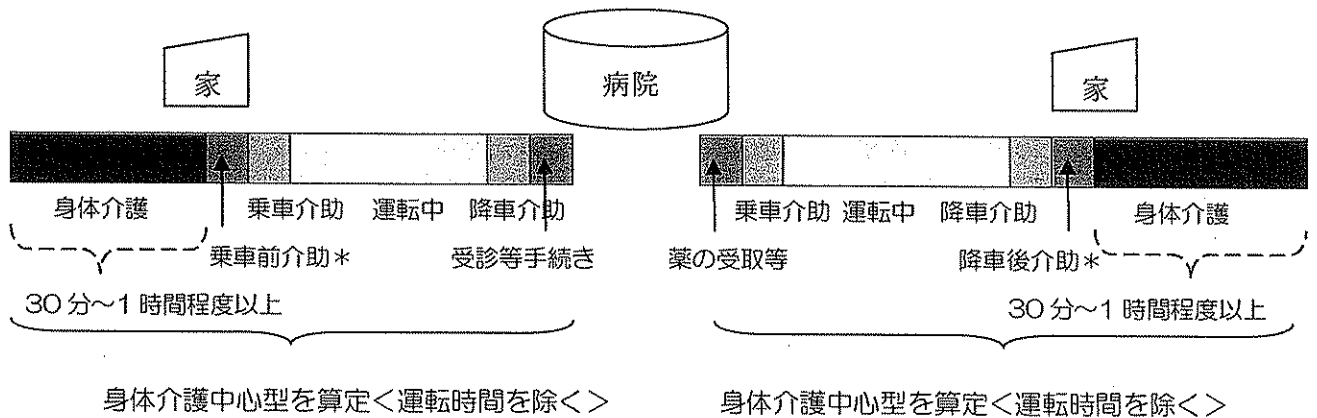 家 病院 家
身体介護 乗車介助 運転中 降車介助 乗車介助 運転中 降車介助 身体介護
乗車前介助* 受診等手続き 薬の受取等 降車後介助*
30分～1時間程度以上 30分～1時間程度以上
身体介護中心型を算定<運転時間を除く> 身体介護中心型を算定<運転時間を除く>